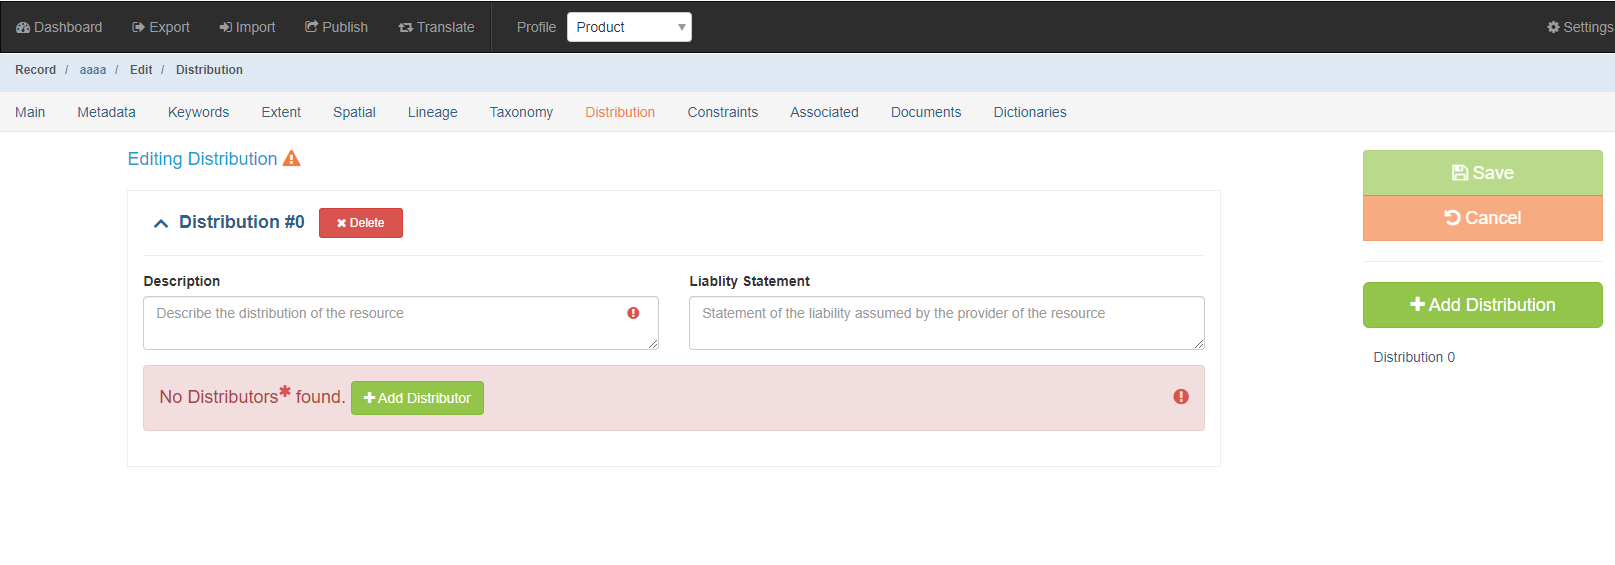 Dashboard Export Import Publish Translate Profile Product Settings
Record / aaaa / Edit / Distribution
Main Metadata Keywords Extent Spatial Lineage Taxonomy Distribution Constraints Associated Documents Dictionaries
Editing Distribution
Save
Cancel
Distribution #0 Delete
Description
Liablity Statement
Describe the distribution of the resource
Statement of the liability assumed by the provider of the resource
Add Distribution
Distribution 0
No Distributors* found. Add Distributor